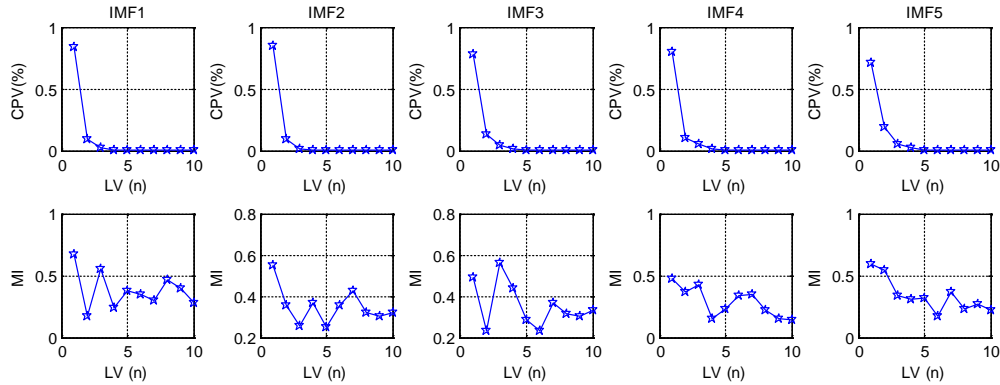 IMF1 IMF2 IMF3 IMF4 IMF5
1 1 1 1 1
CPV(%) CPV(%) CPV(%) CPV(%) CPV(%)
0.5 0.5 0.5 0.5 0.5
0 0 0 0 0
0 5 10 0 5 10 0 5 10 0 5 10 0 5 10
LV (n) LV (n) LV (n) LV (n) LV (n)
1 0.8 0.8 1 1
0.6 0.6
MI 0.5 MI MI MI 0.5 MI 0.5
0.4 0.4
0 0.2 0.2 0 0
0 5 10 0 5 10 0 5 10 0 5 10 0 5 10
LV (n) LV (n) LV (n) LV (n) LV (n)